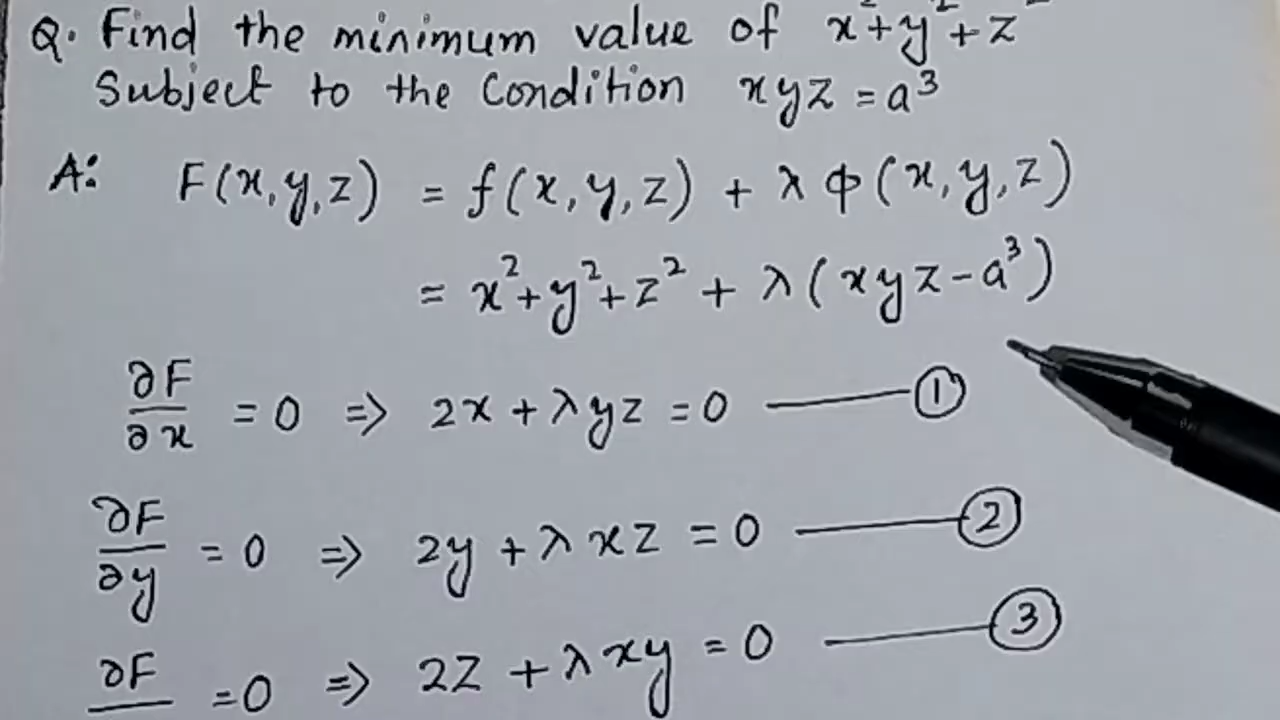 Q. Find the minimum value of x²+y²+z²
Subject to the Condition xyz = a³
A: F(x,y,z) = f(x,y,z) + λ φ(x,y,z)
= x²+y²+z² + λ(xyz-a³)
∂F/∂x = 0 ⇒ 2x + λyz = 0 —— ①
∂F/∂y = 0 ⇒ 2y + λxz = 0 —— ②
∂F = 0 ⇒ 2z + λxy = 0 —— ③